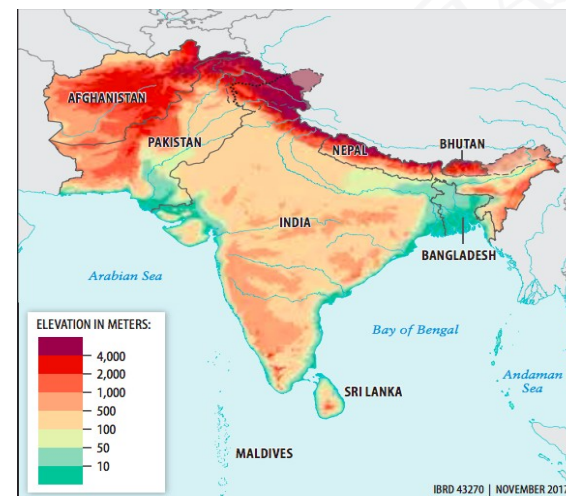 AFGHANISTAN
PAKISTAN
NEPAL
BHUTAN
INDIA
BANGLADESH
Arabian Sea
Bay of Bengal
Andaman
Sea
SRI LANKA
MALDIVES
ELEVATION IN METERS:
4,000
2,000
1,000
500
100
50
10
IBRD 43270 | NOVEMBER 2017